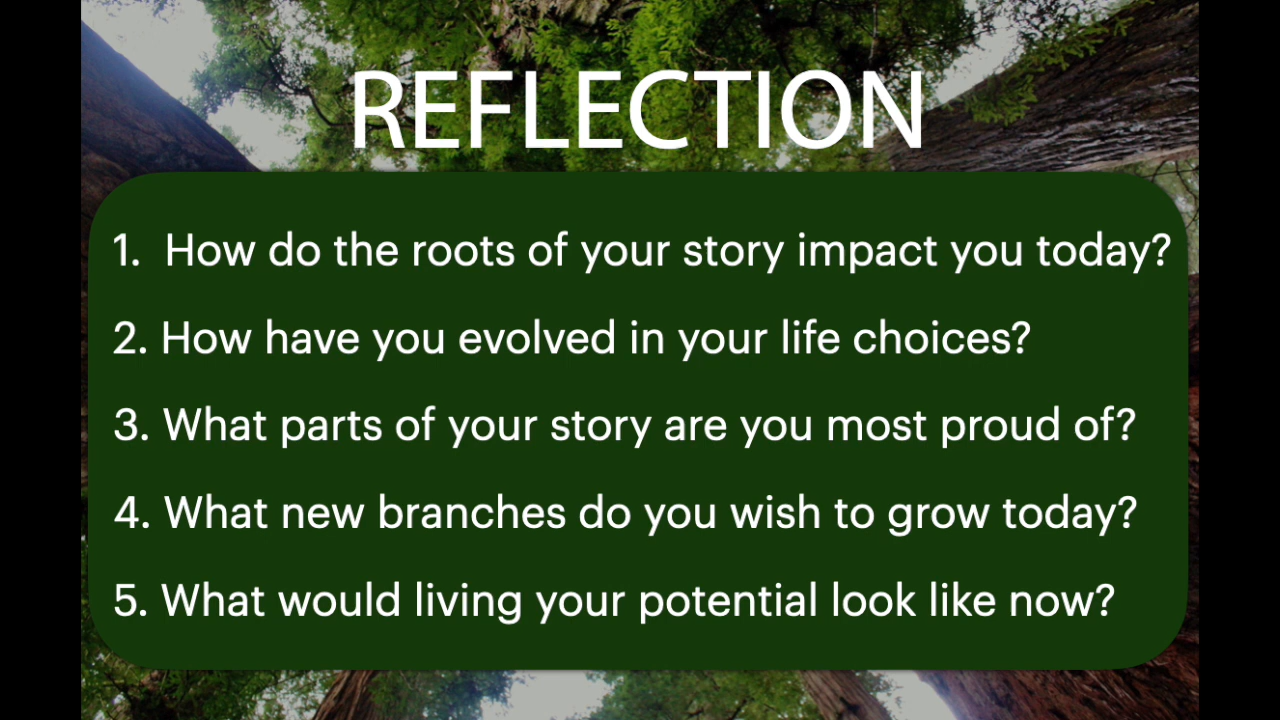 REFLECTION
1. How do the roots of your story impact you today?
2. How have you evolved in your life choices?
3. What parts of your story are you most proud of?
4. What new branches do you wish to grow today?
5. What would living your potential look like now?